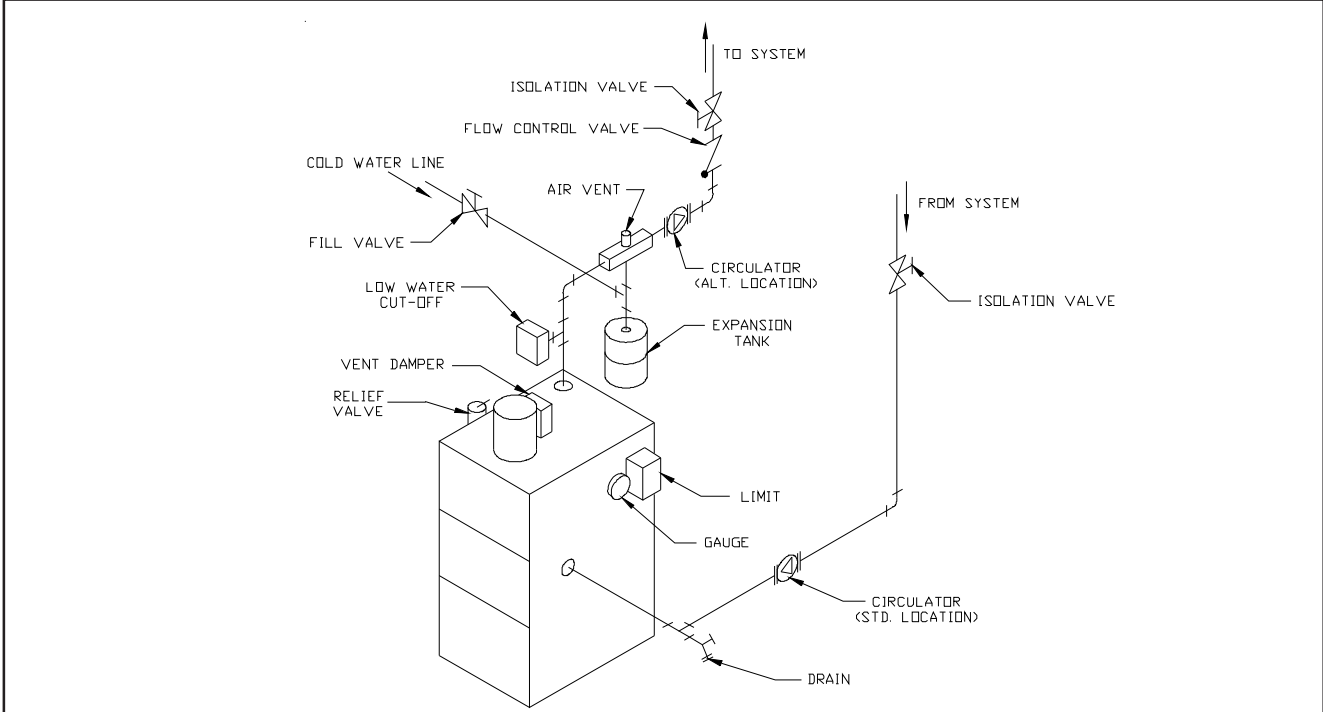 TO SYSTEM
ISOLATION VALVE
FLOW CONTROL VALVE
COLD WATER LINE
AIR VENT
FROM SYSTEM
FILL VALVE
CIRCULATOR
(ALT. LOCATION)
LOW WATER
CUT-OFF
ISOLATION VALVE
EXPANSION
TANK
VENT DAMPER
RELIEF
VALVE
LIMIT
GAUGE
CIRCULATOR
(STD. LOCATION)
DRAIN